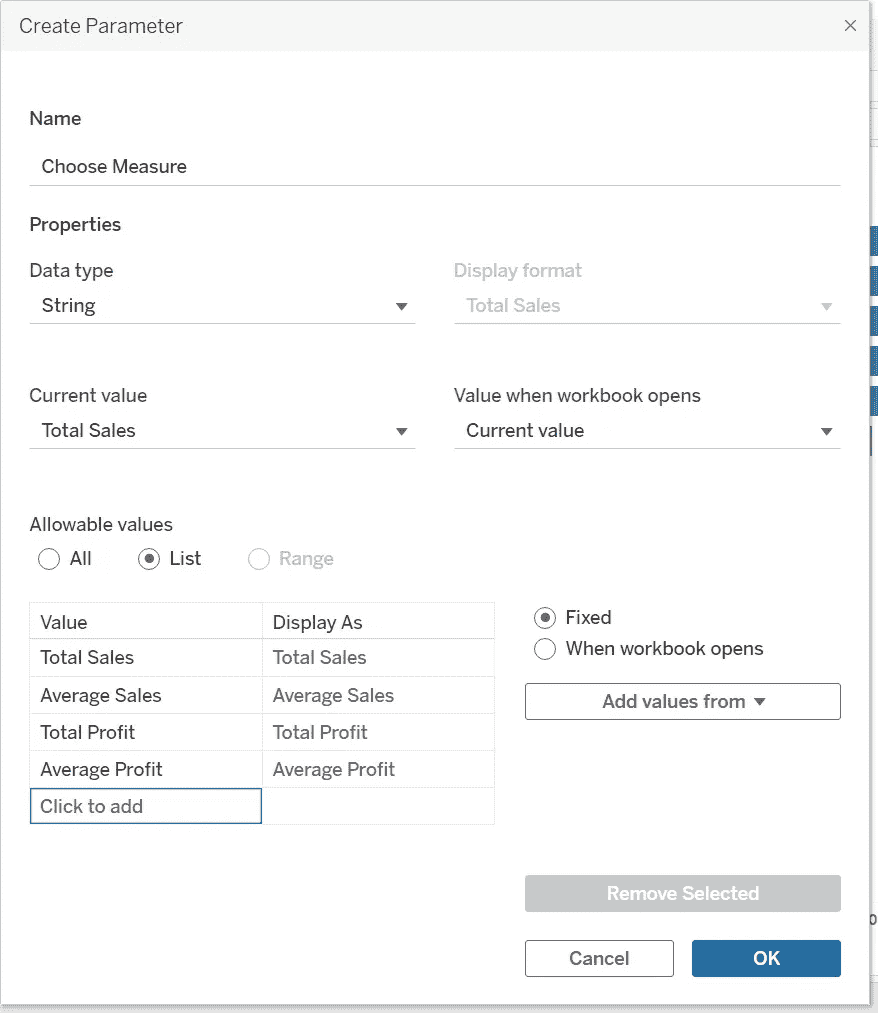 Create Parameter
Name
Choose Measure
Properties
Data type Display format
String Total Sales
Current value Value when workbook opens
Total Sales Current value
Allowable values
All List Range
Value Display As
Fixed
Total Sales Total Sales
When workbook opens
Average Sales Average Sales
Add values from
Total Profit Total Profit
Average Profit Average Profit
Click to add
Remove Selected
Cancel OK